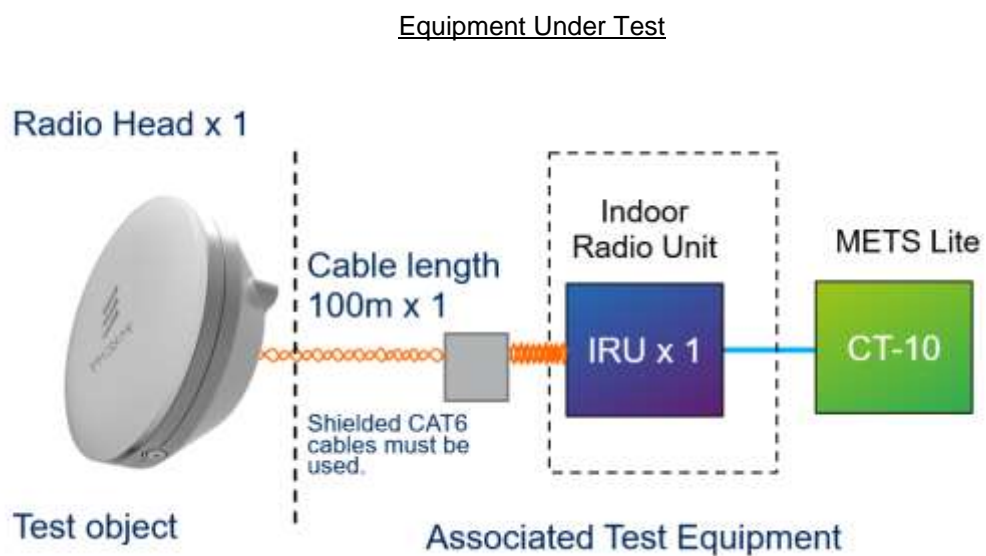 Equipment Under Test
Radio Head x 1
Cable length
100m x 1
Shielded CAT6
cables must be
used.
Indoor
Radio Unit
IRU x 1
METS Lite
CT-10
Test object
Associated Test Equipment